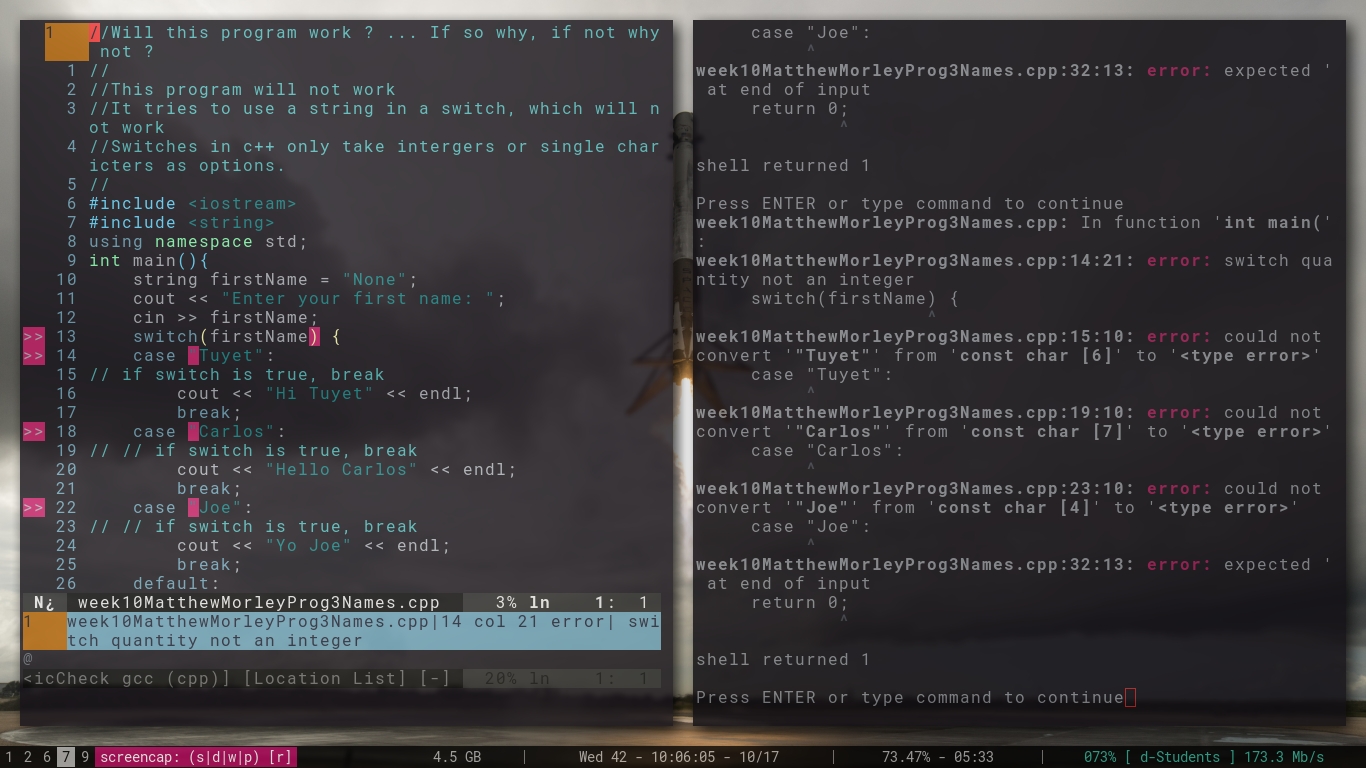 1 //Will this program work ? ... If so why, if not why
not ?
1 //
2 //This program will not work
3 //It tries to use a string in a switch, which will n
ot work
4 //Switches in c++ only take intergers or single char
icters as options.
5 //
6 #include <iostream>
7 #include <string>
8 using namespace std;
9 int main(){
10 string firstName = "None";
11 cout << "Enter your first name: ";
12 cin >> firstName;
>> 13 switch(firstName) {
>> 14 case "Tuyet":
15 // if switch is true, break
16 cout << "Hi Tuyet" << endl;
17 break;
>> 18 case "Carlos":
19 // // if switch is true, break
20 cout << "Hello Carlos" << endl;
21 break;
>> 22 case "Joe":
23 // // if switch is true, break
24 cout << "Yo Joe" << endl;
25 break;
26 default:
N¿ week10MatthewMorleyProg3Names.cpp 3% ln 1: 1
1 week10MatthewMorleyProg3Names.cpp|14 col 21 error| swi
tch quantity not an integer
@
<icCheck gcc (cpp)] [Location List] [-] 20% ln 1: 1
case "Joe":
^
week10MatthewMorleyProg3Names.cpp:32:13: error: expected '
at end of input
return 0;
^
shell returned 1
Press ENTER or type command to continue
week10MatthewMorleyProg3Names.cpp: In function 'int main('
:
week10MatthewMorleyProg3Names.cpp:14:21: error: switch qua
ntity not an integer
switch(firstName) {
^
week10MatthewMorleyProg3Names.cpp:15:10: error: could not
convert '"Tuyet"' from 'const char [6]' to '<type error>'
case "Tuyet":
^
week10MatthewMorleyProg3Names.cpp:19:10: error: could not
convert '"Carlos"' from 'const char [7]' to '<type error>'
case "Carlos":
^
week10MatthewMorleyProg3Names.cpp:23:10: error: could not
convert '"Joe"' from 'const char [4]' to '<type error>'
case "Joe":
^
week10MatthewMorleyProg3Names.cpp:32:13: error: expected '
at end of input
return 0;
^
shell returned 1
Press ENTER or type command to continue
1 2 6 7 9 screencap: (s|d|w|p) [r] 4.5 GB | Wed 42 - 10:06:05 - 10/17 | 73.47% - 05:33 | 073% [ d-Students ] 173.3 Mb/s